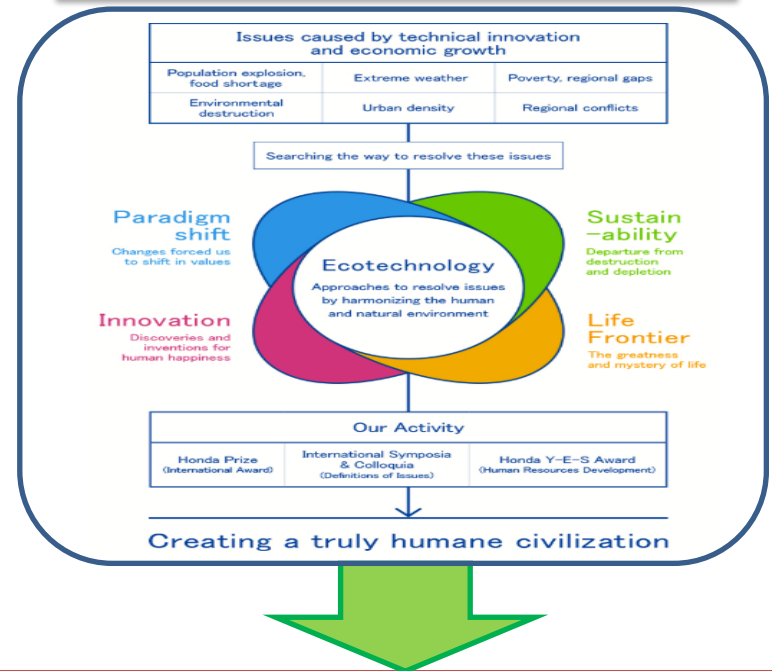 Issues caused by technical innovation
and economic growth
Population explosion,
food shortage
Extreme weather
Poverty, regional gaps
Environmental
destruction
Urban density
Regional conflicts
Searching the way to resolve these issues
Paradigm
shift
Changes forced us
to shift in values
Sustain
-ability
Departure from
destruction
and depletion
Ecotechnology
Approaches to resolve issues
by harmonizing the human
and natural environment
Innovation
Discoveries and
inventions for
human happiness
Life
Frontier
The greatness
and mystery of life
Our Activity
Honda Prize
(International Award)
International Symposia
& Colloquia
(Definitions of Issues)
Honda Y-E-S Award
(Human Resources Development)
Creating a truly humane civilization